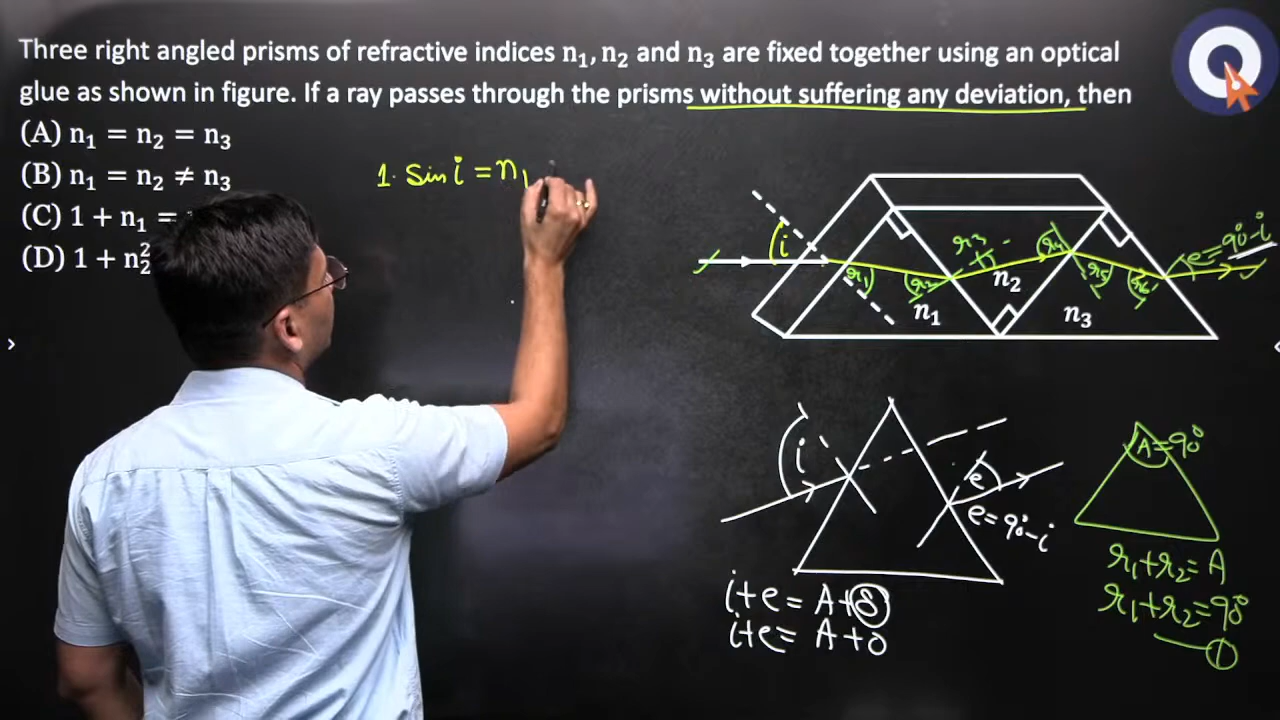 Three right angled prisms of refractive indices n₁, n₂ and n₃ are fixed together using an optical
glue as shown in figure. If a ray passes through the prisms without suffering any deviation, then
(A) n₁ = n₂ = n₃
(B) n₁ = n₂ ≠ n₃
(C) 1 + n₁ =
(D) 1 + n₂²
1. Sin i = n₁
i
r₁
r₂
r₃
r₄
r₅
r₆
e = 90° - i
n₁
n₂
n₃
i
e
e = 90° - i
i + e = A + δ
i + e = A + 0
A = 90°
r₁ + r₂ = A
r₁ + r₂ = 90°
①